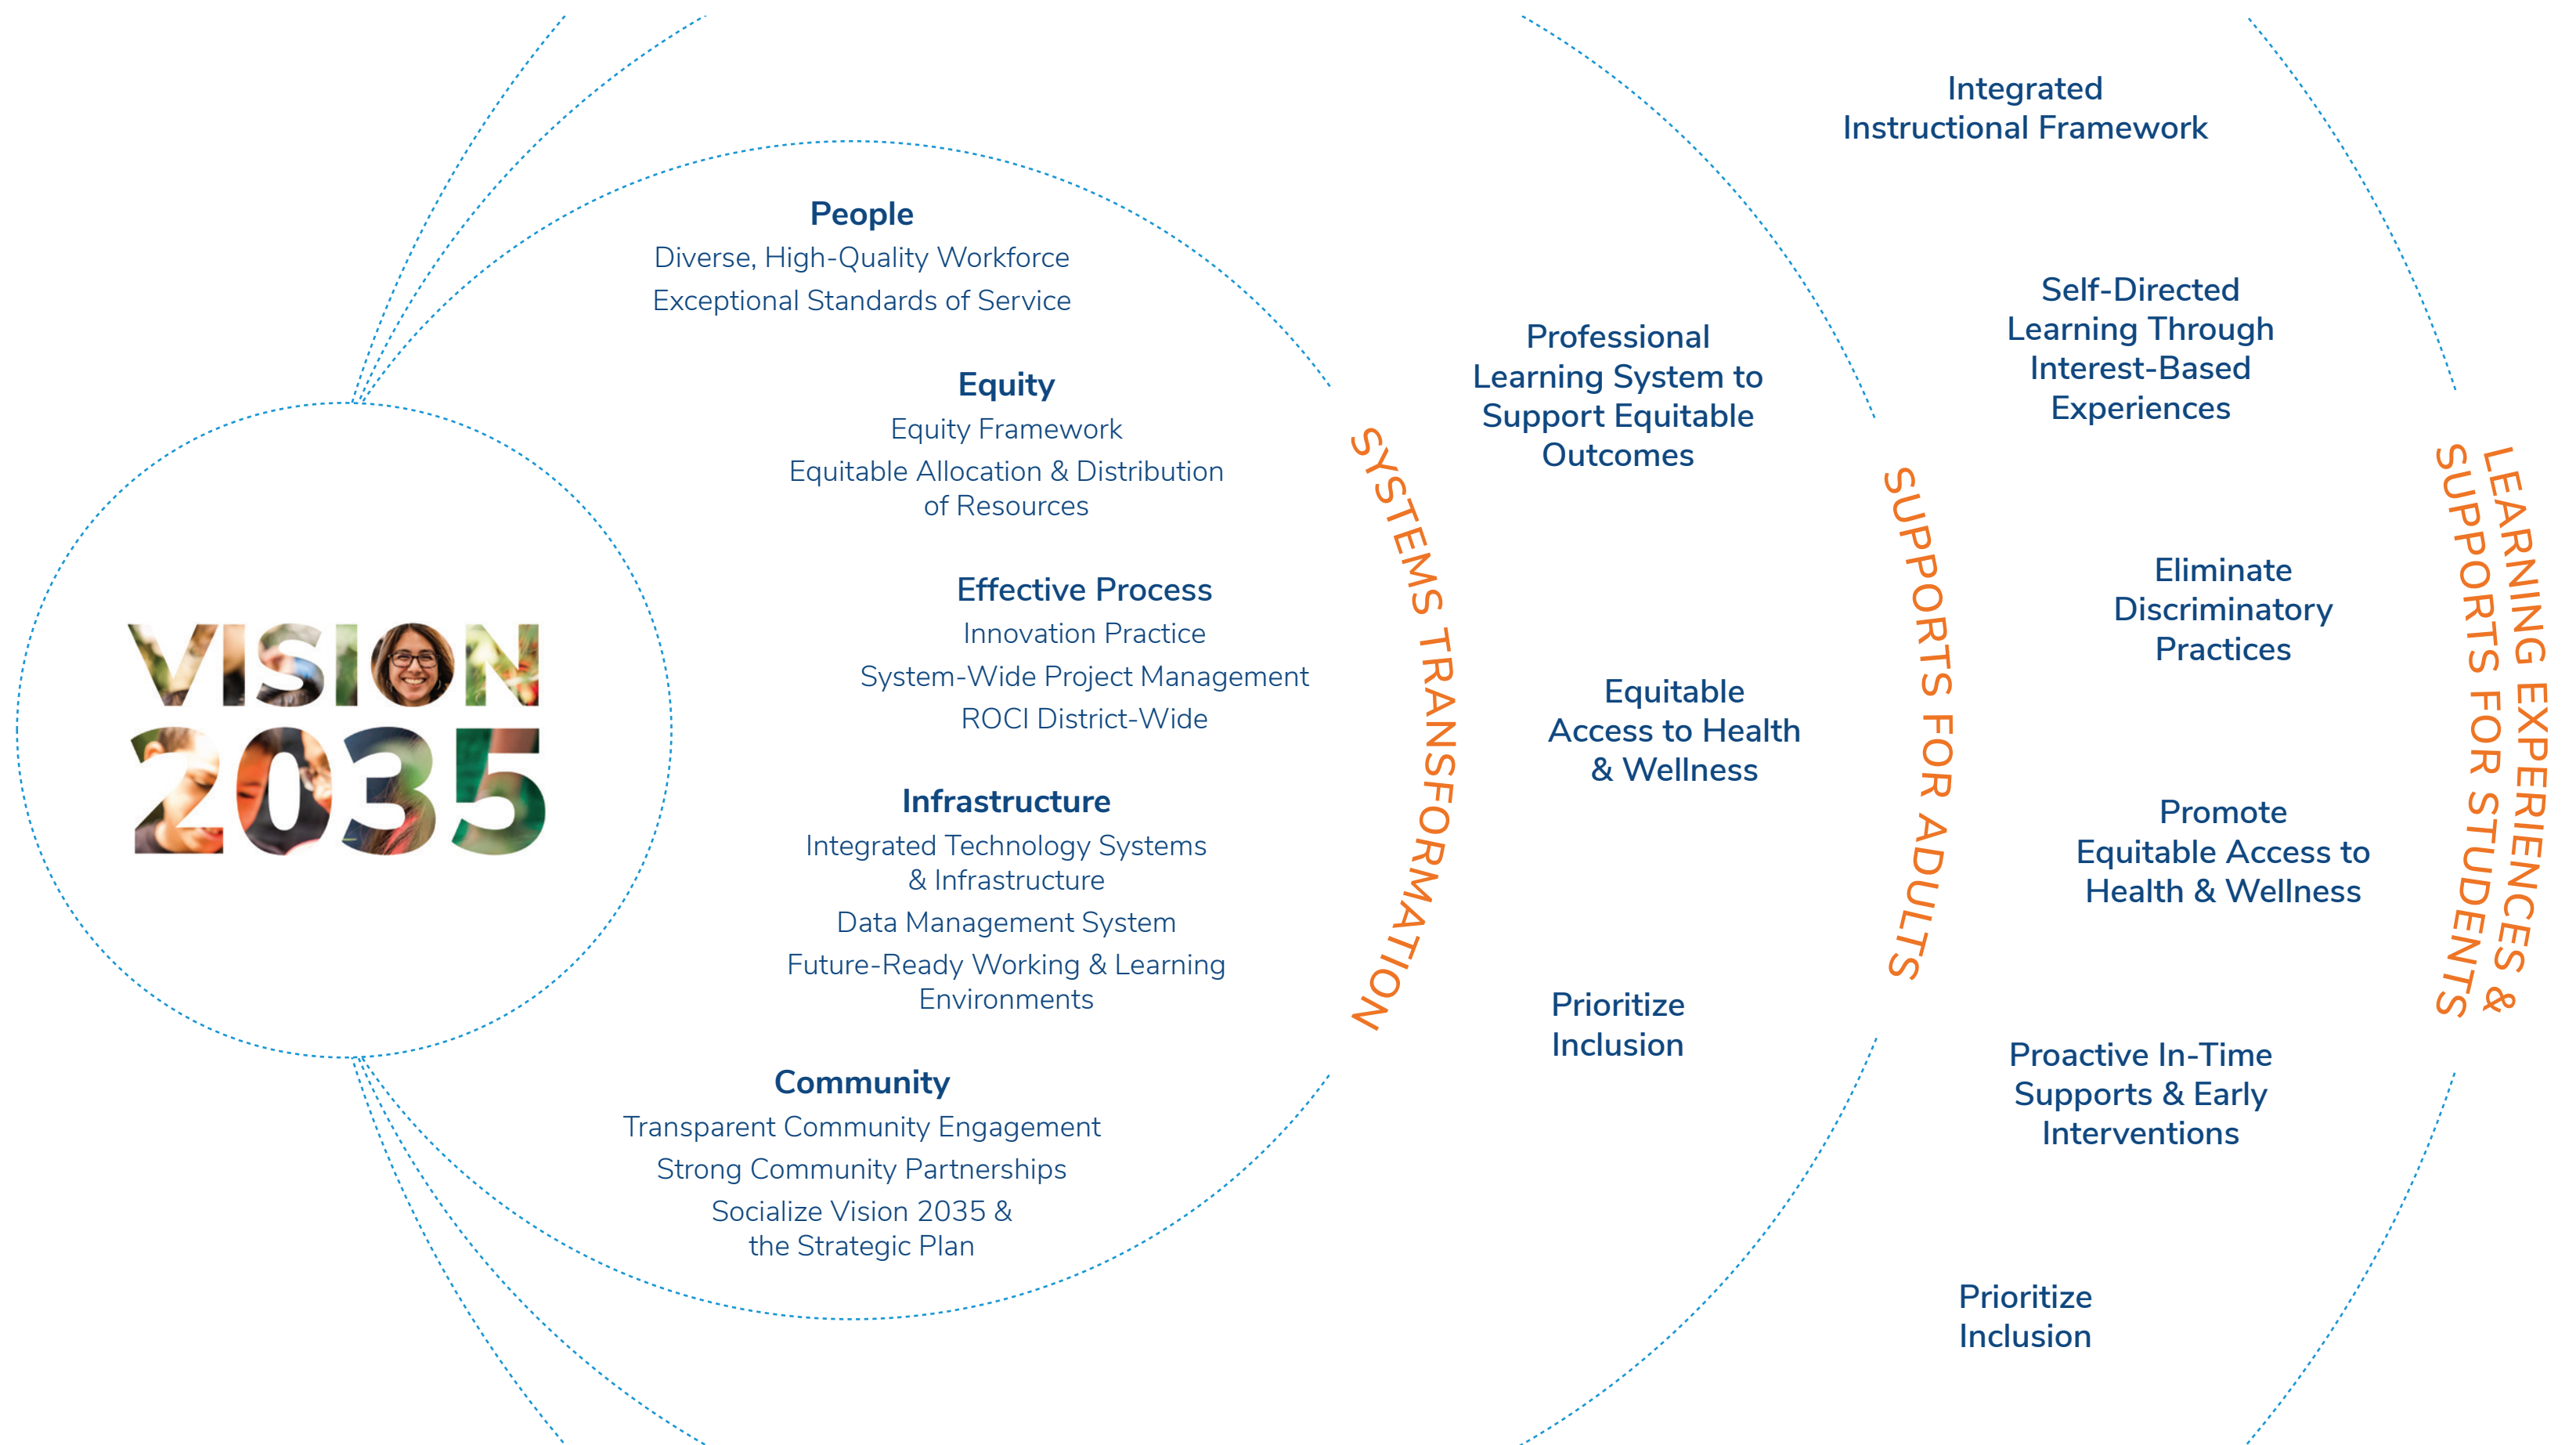 VISION
2035
People
Diverse, High-Quality Workforce
Exceptional Standards of Service
Equity
Equity Framework
Equitable Allocation & Distribution
of Resources
Effective Process
Innovation Practice
System-Wide Project Management
ROCI District-Wide
Infrastructure
Integrated Technology Systems
& Infrastructure
Data Management System
Future-Ready Working & Learning
Environments
Community
Transparent Community Engagement
Strong Community Partnerships
Socialize Vision 2035 &
the Strategic Plan
SYSTEMS TRANSFORMATION
Professional
Learning System to
Support Equitable
Outcomes
Equitable
Access to Health
& Wellness
Prioritize
Inclusion
SUPPORTS FOR ADULTS
Integrated
Instructional Framework
Self-Directed
Learning Through
Interest-Based
Experiences
Eliminate
Discriminatory
Practices
Promote
Equitable Access to
Health & Wellness
Proactive In-Time
Supports & Early
Interventions
Prioritize
Inclusion
LEARNING EXPERIENCES &
SUPPORTS FOR STUDENTS